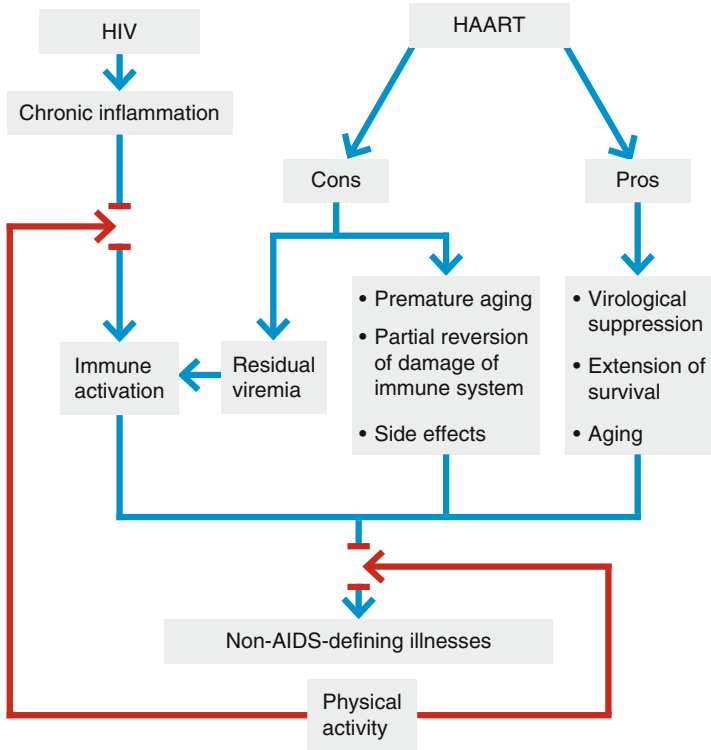 HIV
HAART
Chronic inflammation
Cons
Pros
Immune
activation
Residual
viremia
• Premature aging
• Partial reversion
of damage of
immune system
• Side effects
• Virological
suppression
• Extension of
survival
• Aging
Non-AIDS-defining illnesses
Physical
activity